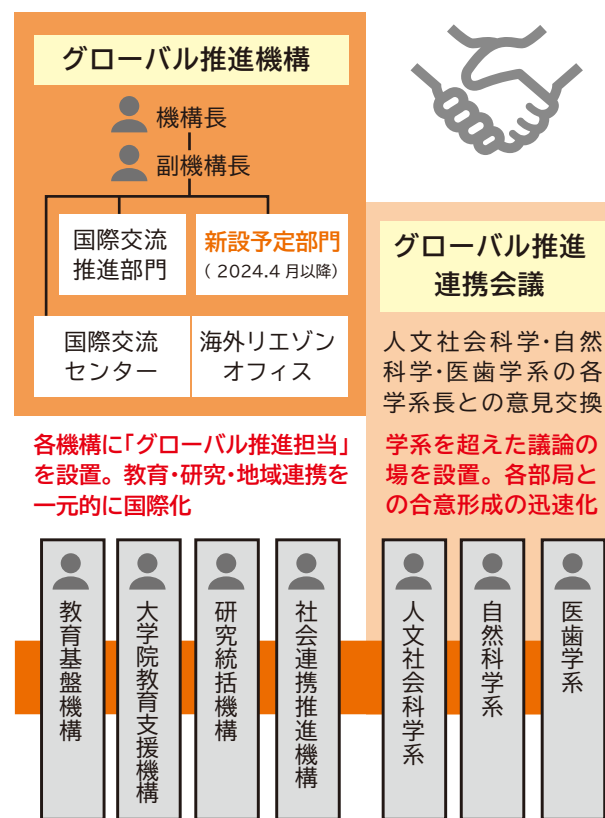 グローバル推進機構
機構長
副機構長
国際交流
推進部門
新設予定部門
( 2024.4 月以降)
国際交流
センター
海外リエゾン
オフィス
各機構に「グローバル推進担当」
を設置。教育・研究・地域連携を
一元的に国際化
グローバル推進
連携会議
人文社会科学・自然
科学・医歯学系の各
学系長との意見交換
学系を超えた議論の
場を設置。各部局と
の合意形成の迅速化
教育基盤機構
大学院教育支援機構
研究統括機構
社会連携推進機構
人文社会科学系
自然科学系
医歯学系